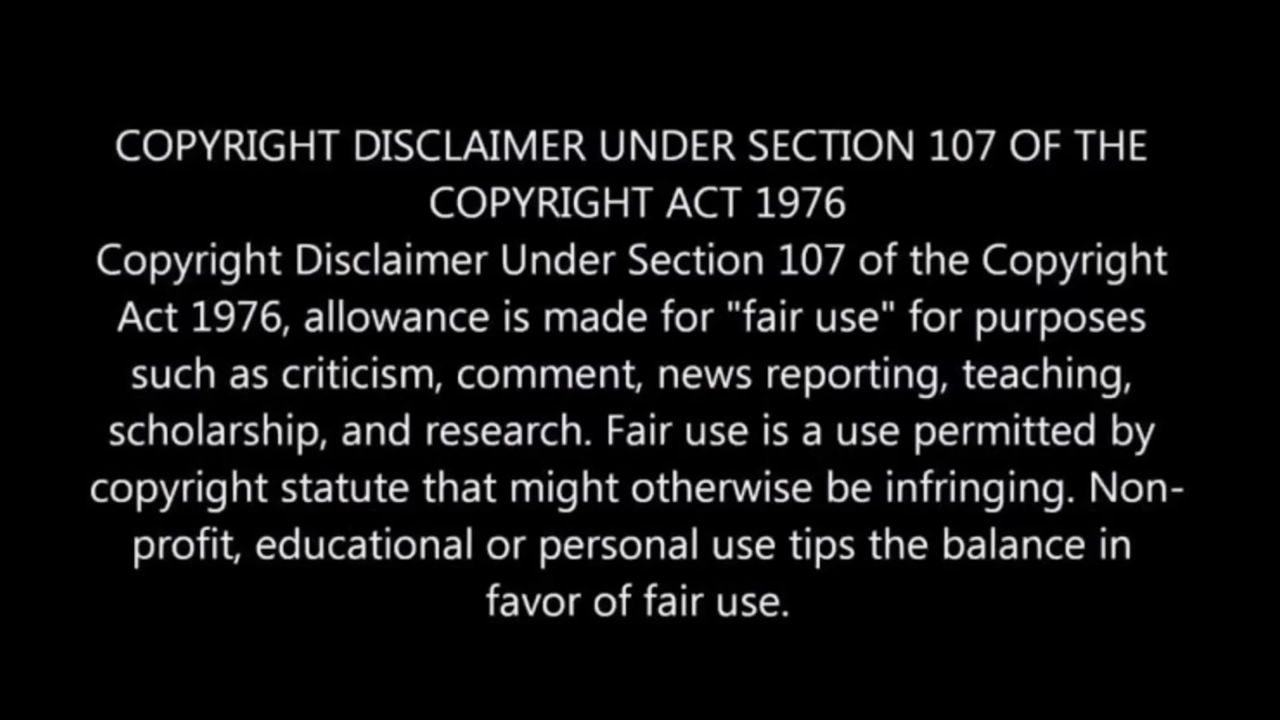 COPYRIGHT DISCLAIMER UNDER SECTION 107 OF THE
COPYRIGHT ACT 1976
Copyright Disclaimer Under Section 107 of the Copyright
Act 1976, allowance is made for "fair use" for purposes
such as criticism, comment, news reporting, teaching,
scholarship, and research. Fair use is a use permitted by
copyright statute that might otherwise be infringing. Non-
profit, educational or personal use tips the balance in
favor of fair use.